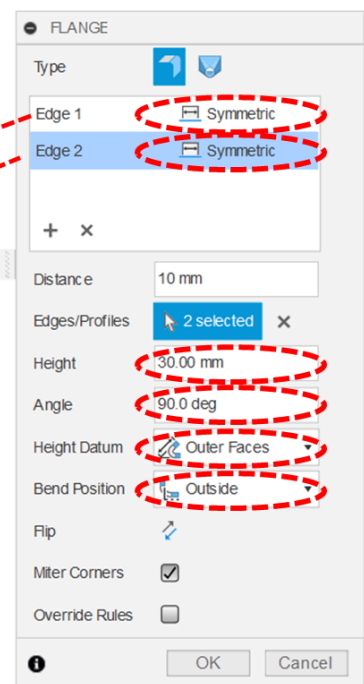 FLANGE
Type
Edge 1 Symmetric
Edge 2 Symmetric
Distance 10 mm
Edges/Profiles 2 selected
Height 30.00 mm
Angle 90.0 deg
Height Datum Outer Faces
Bend Position Outside
Flip
Miter Corners
Override Rules
OK Cancel